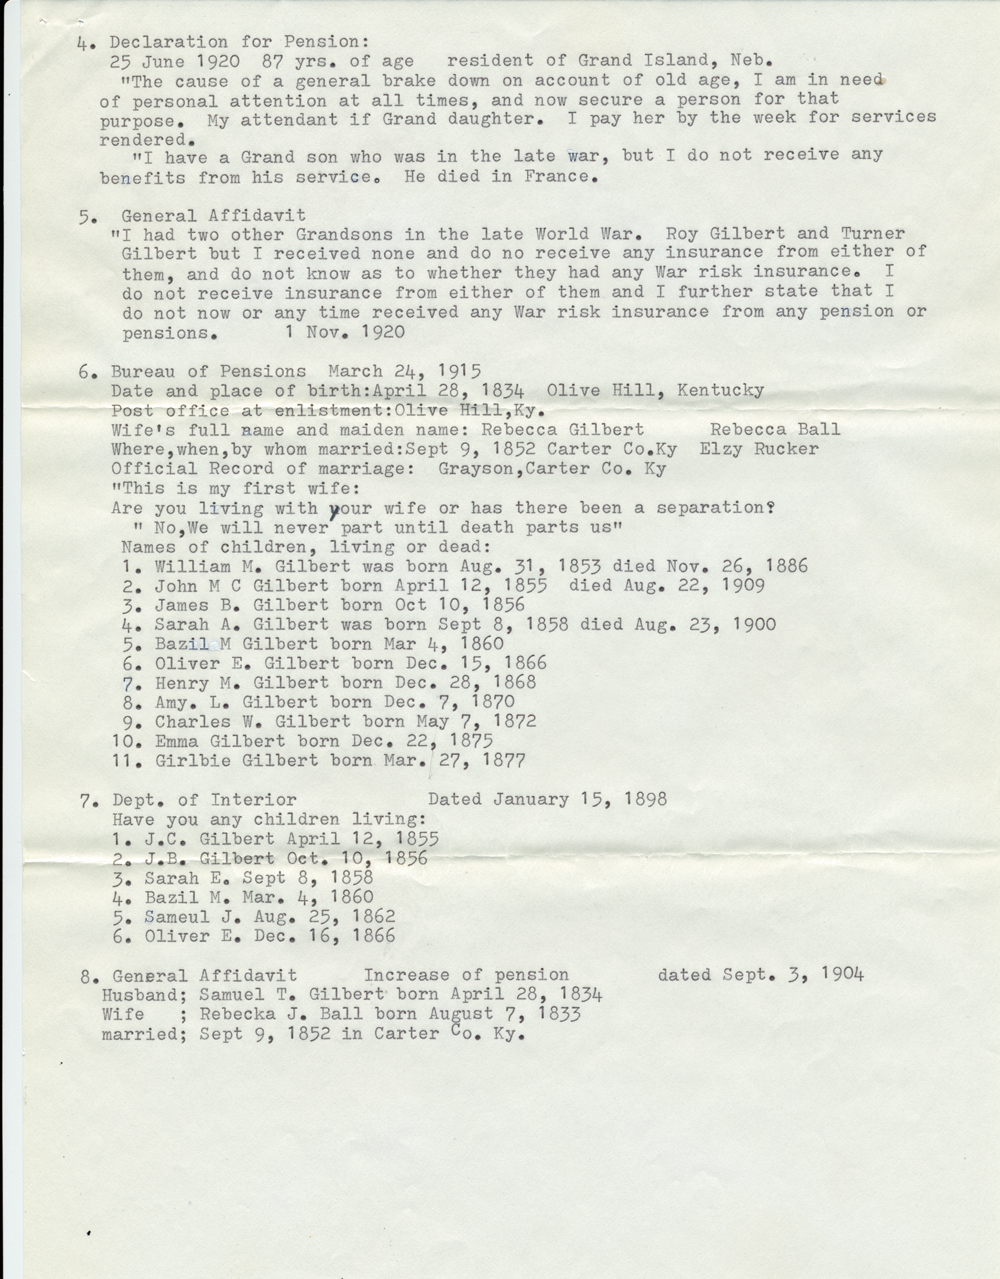 4. Declaration for Pension:
25 June 1920 87 yrs. of age resident of Grand Island, Neb.
"The cause of a general brake down on account of old age, I am in need
of personal attention at all times, and now secure a person for that
purpose. My attendant if Grand daughter. I pay her by the week for services
rendered.
"I have a Grand son who was in the late war, but I do not receive any
benefits from his service. He died in France.
5. General Affidavit
"I had two other Grandsons in the late World War. Roy Gilbert and Turner
Gilbert but I received none and do no receive any insurance from either of
them, and do not know as to whether they had any War risk insurance. I
do not receive insurance from either of them and I further state that I
do not now or any time received any War risk insurance from any pension or
pensions. 1 Nov. 1920
6. Bureau of Pensions March 24, 1915
Date and place of birth:April 28, 1834 Olive Hill, Kentucky
Post office at enlistment:Olive Hill,Ky.
Wife's full name and maiden name: Rebecca Gilbert Rebecca Ball
Where,when,by whom married:Sept 9, 1852 Carter Co.Ky Elzy Rucker
Official Record of marriage: Grayson,Carter Co. Ky
"This is my first wife:
Are you living with your wife or has there been a separation?
" No,We will never part until death parts us"
Names of children, living or dead:
1. William M. Gilbert was born Aug. 31, 1853 died Nov. 26, 1886
2. John M C Gilbert born April 12, 1855 died Aug. 22, 1909
3. James B. Gilbert born Oct 10, 1856
4. Sarah A. Gilbert was born Sept 8, 1858 died Aug. 23, 1900
5. Bazil M Gilbert born Mar 4, 1860
6. Oliver E. Gilbert born Dec. 15, 1866
7. Henry M. Gilbert born Dec. 28, 1868
8. Amy. L. Gilbert born Dec. 7, 1870
9. Charles W. Gilbert born May 7, 1872
10. Emma Gilbert born Dec. 22, 1875
11. Girlbie Gilbert born Mar. 27, 1877
7. Dept. of Interior Dated January 15, 1898
Have you any children living:
1. J.C. Gilbert April 12, 1855
2. J.B. Gilbert Oct. 10, 1856
3. Sarah E. Sept 8, 1858
4. Bazil M. Mar. 4, 1860
5. Sameul J. Aug. 25, 1862
6. Oliver E. Dec. 16, 1866
8. General Affidavit Increase of pension dated Sept. 3, 1904
Husband; Samuel T. Gilbert born April 28, 1834
Wife ; Rebecka J. Ball born August 7, 1833
married; Sept 9, 1852 in Carter Co. Ky.